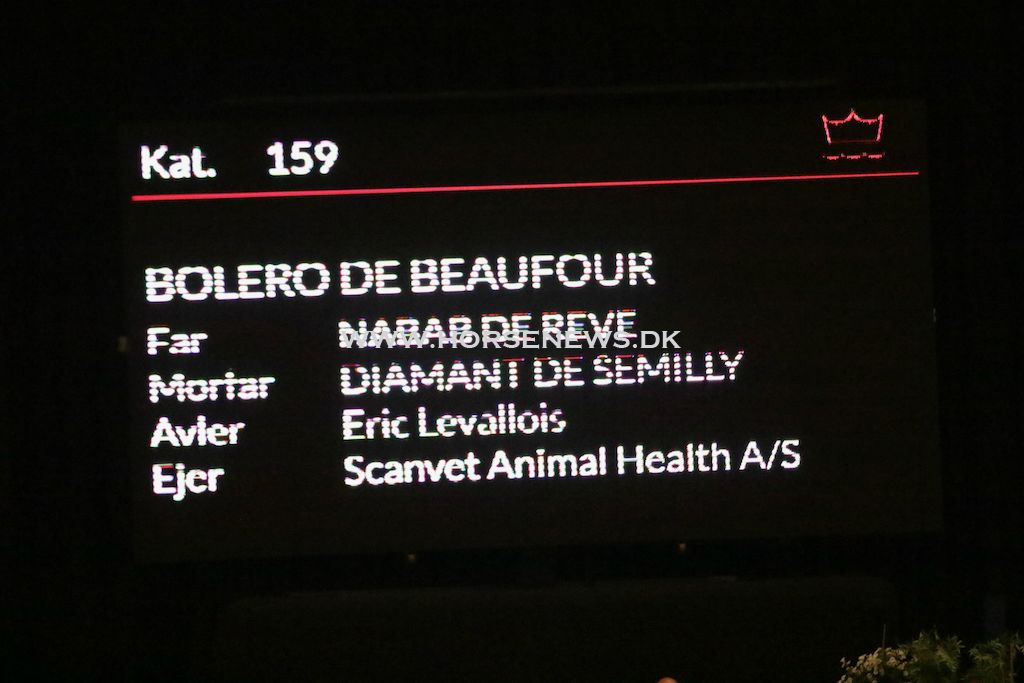 Kat. 159
BOLERO DE BEAUFOUR
Far NABAB DE REVE
WWW.HORSENEWS.DK
Morfar DIAMANT DE SEMILLY
Avler Eric Levallois
Ejer Scanvet Animal Health A/S